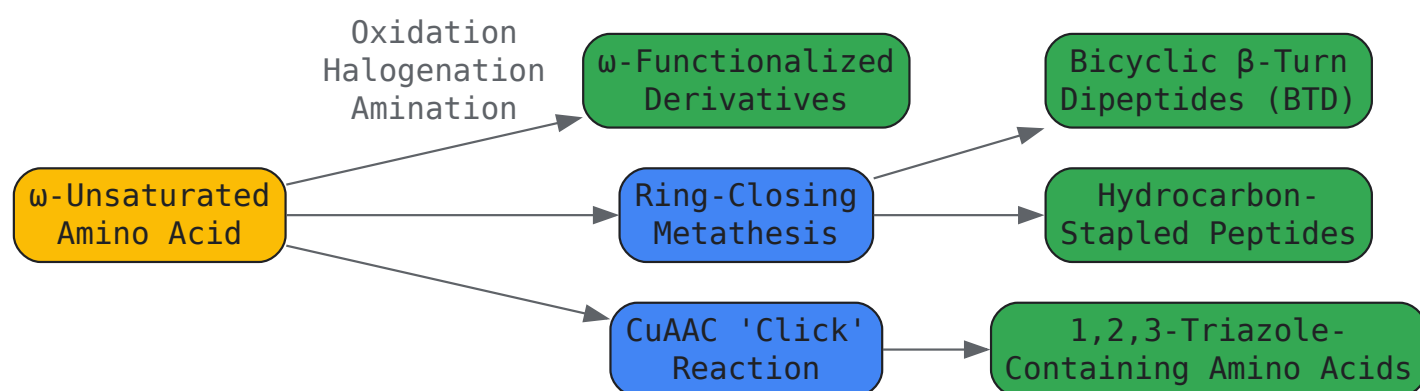 Oxidation
Halogenation
Amination
ω-Functionalized
Derivatives
Bicyclic β-Turn
Dipeptides (BTD)
ω-Unsaturated
Amino Acid
Ring-Closing
Metathesis
Hydrocarbon-
Stapled Peptides
CuAAC 'Click'
Reaction
1,2,3-Triazole-
Containing Amino Acids